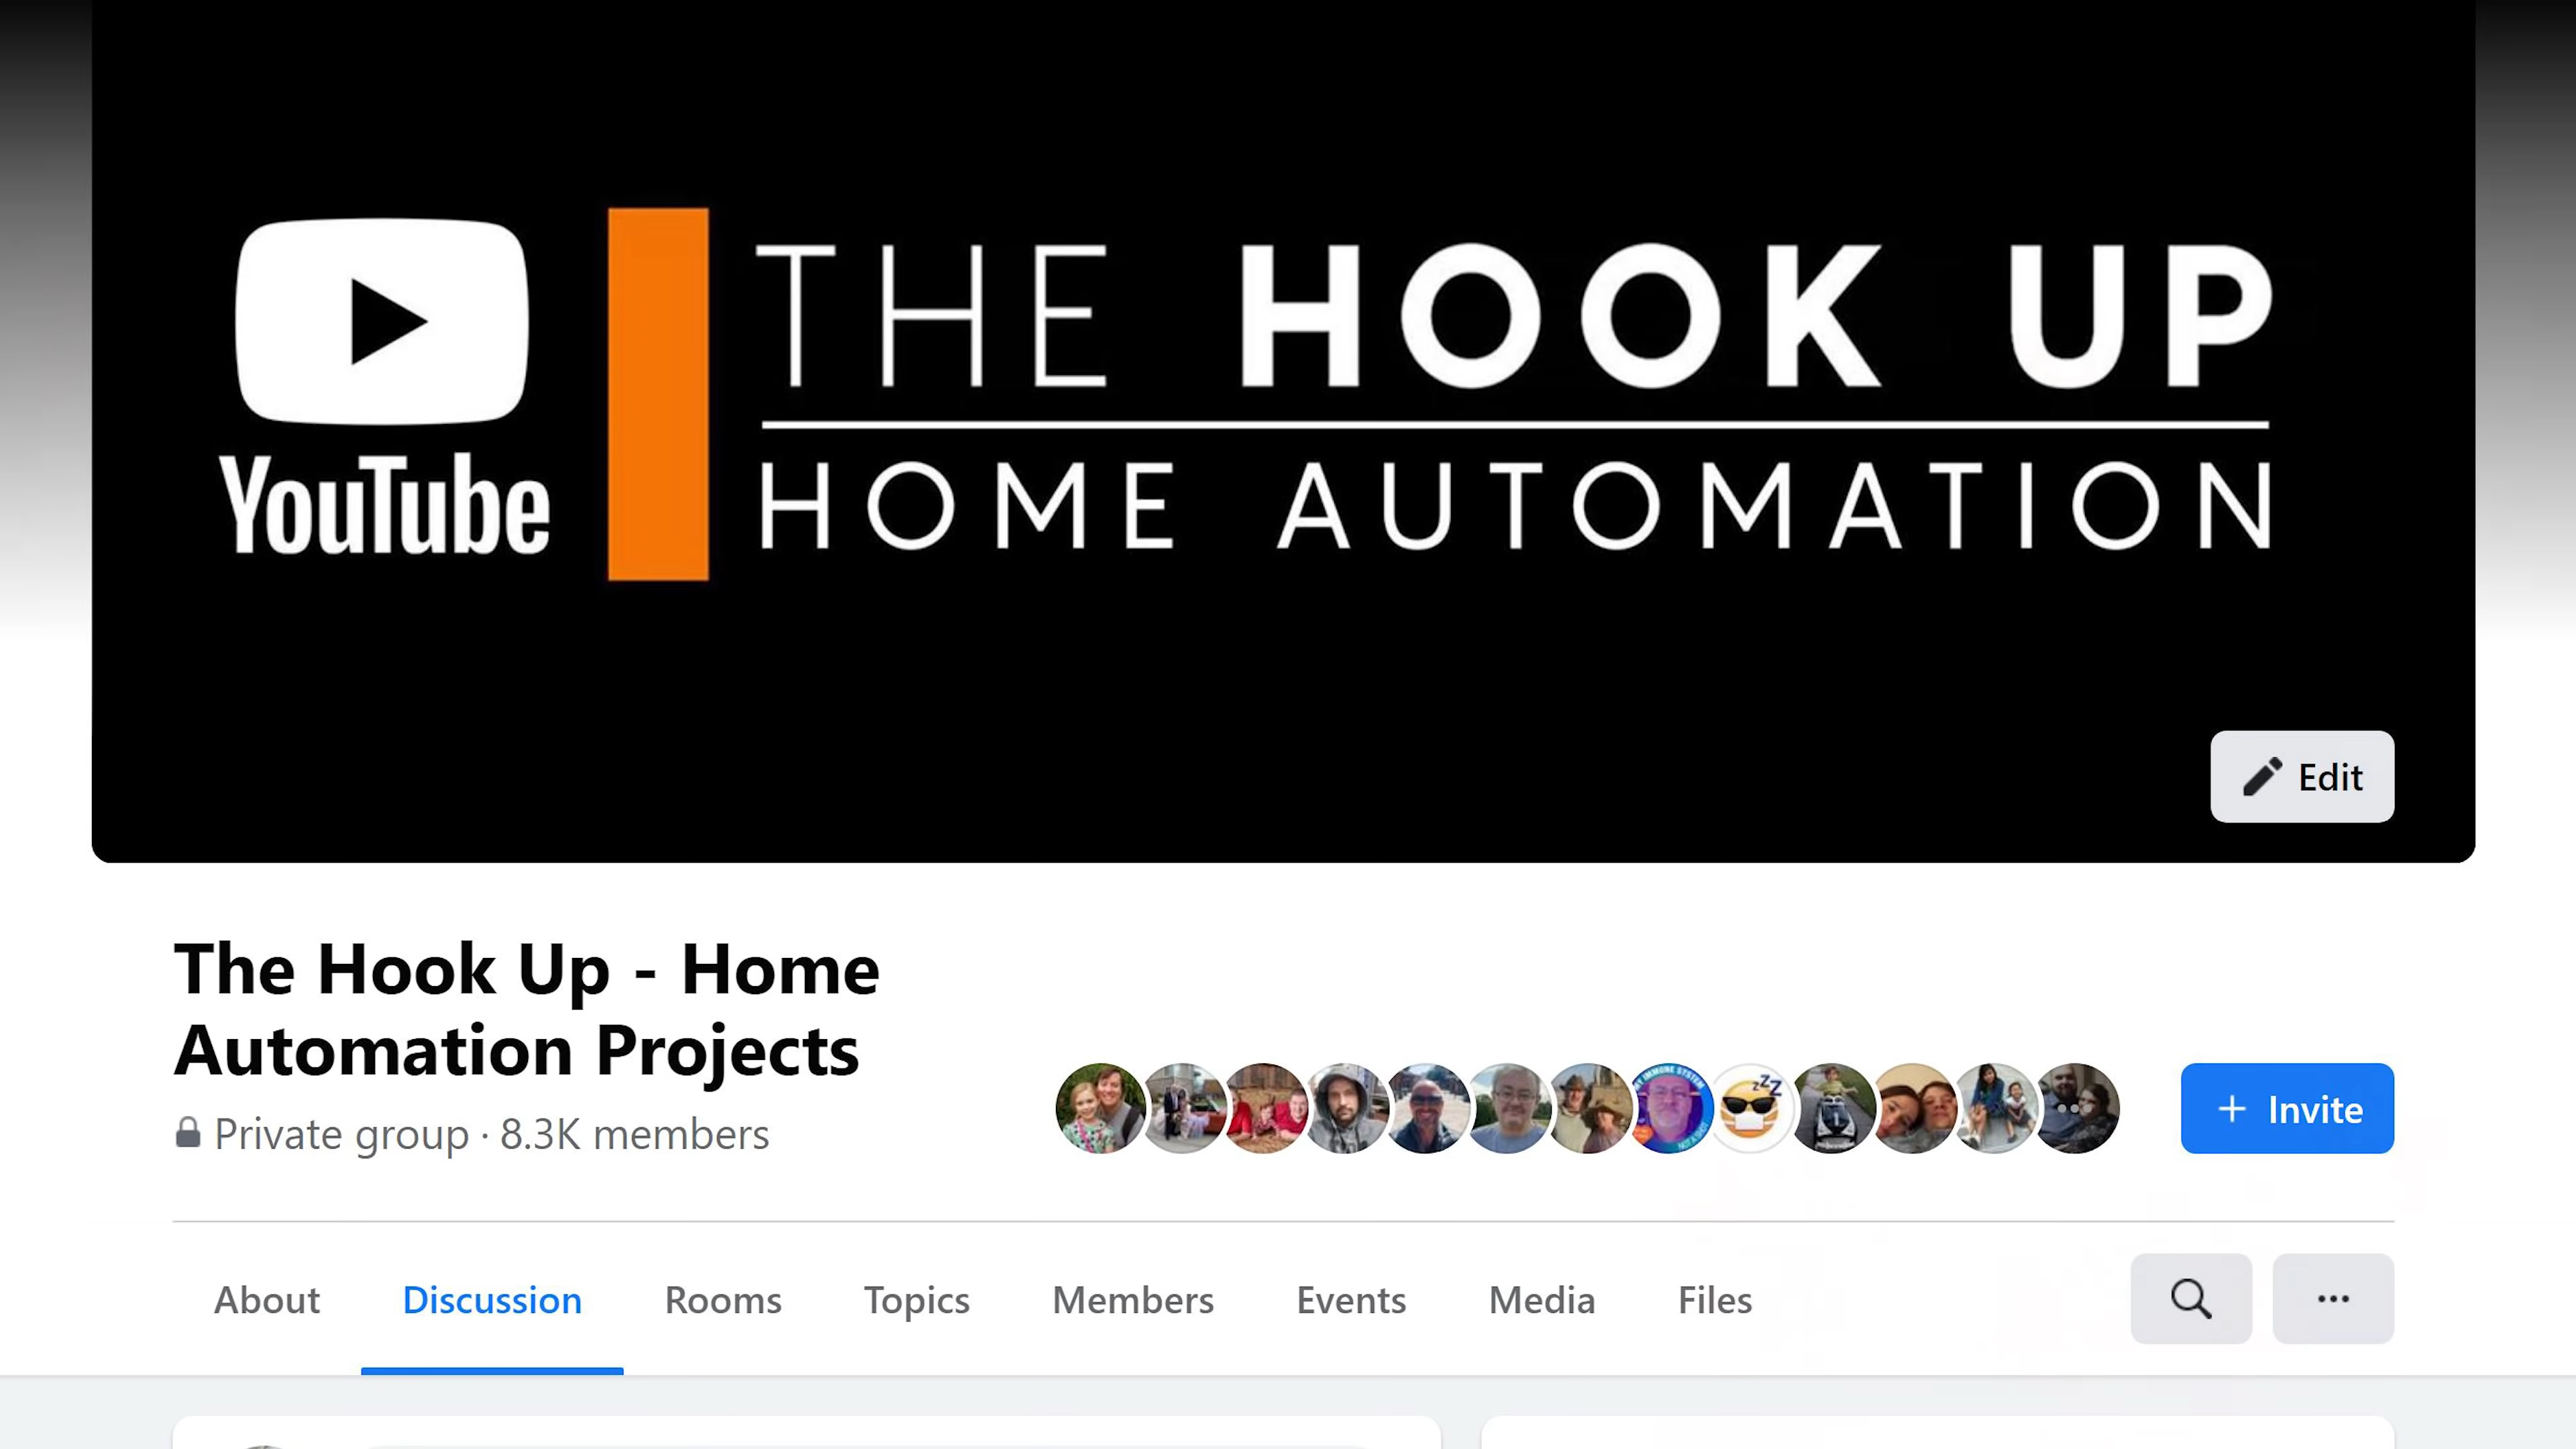 YouTube
THE HOOK UP
HOME AUTOMATION
Edit
The Hook Up - Home
Automation Projects
Private group · 8.3K members
Invite
About Discussion Rooms Topics Members Events Media Files